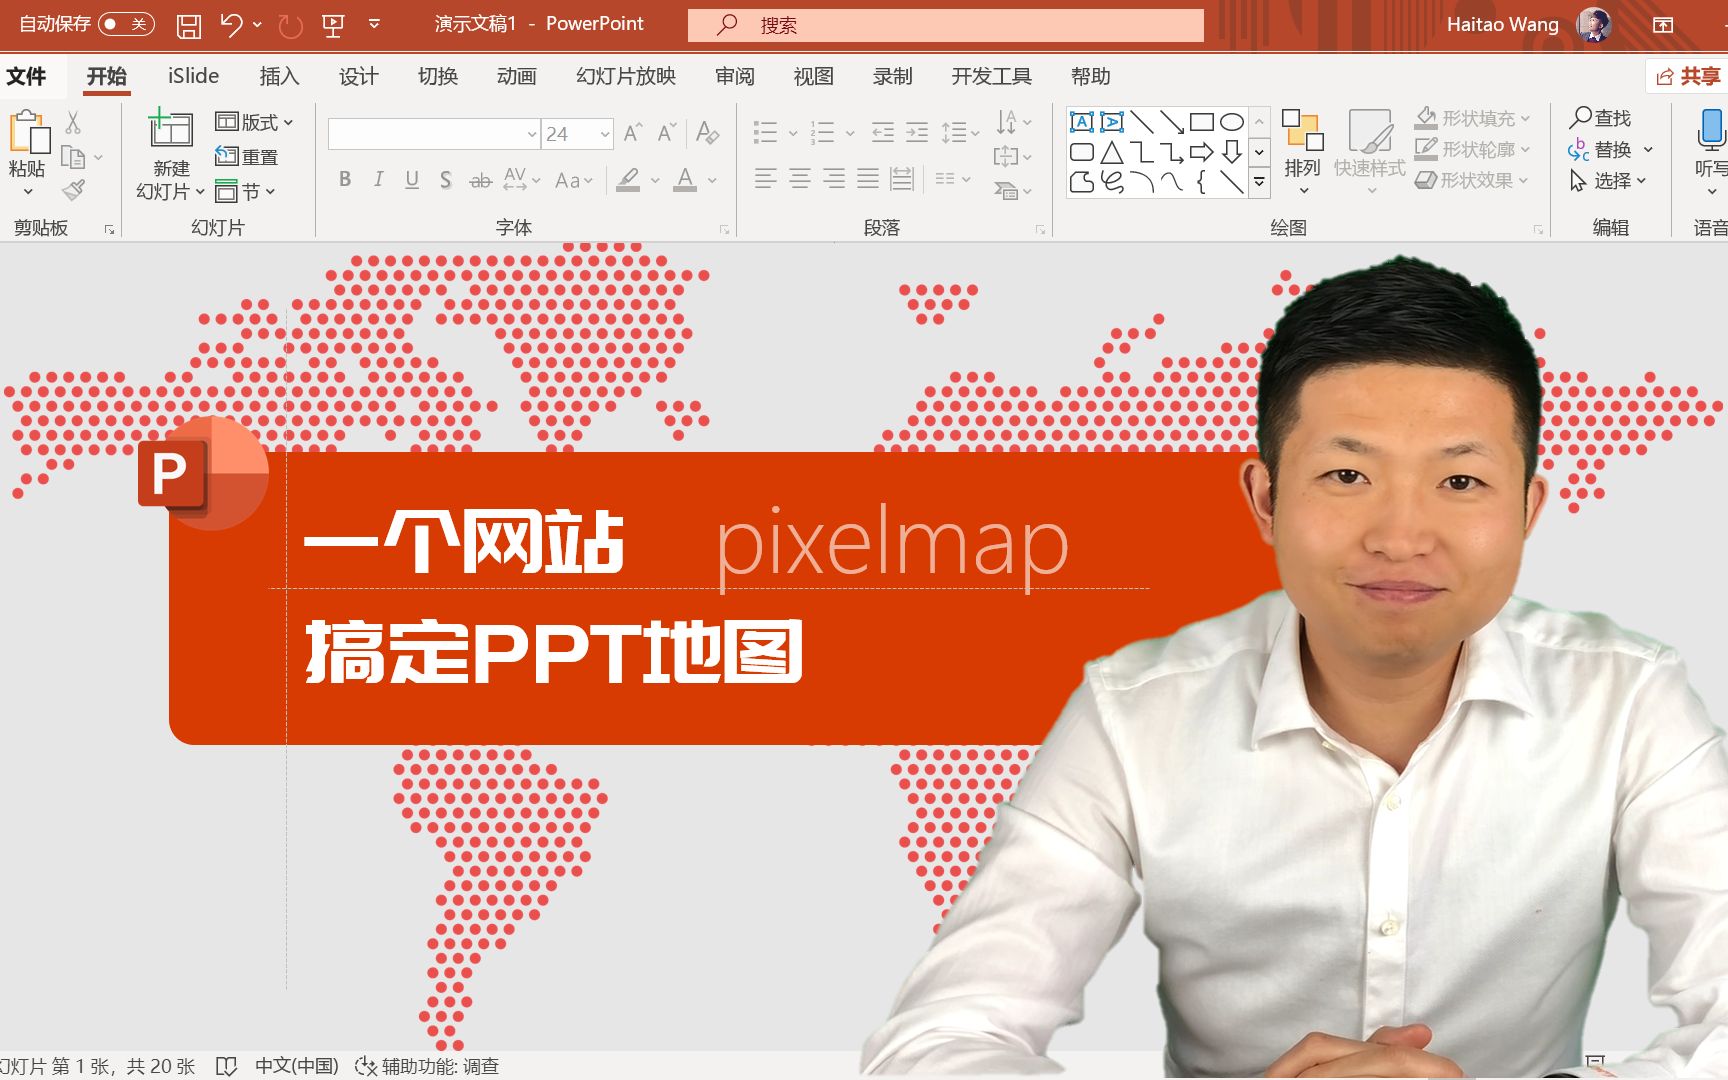 自动保存 关
演示文稿1 - PowerPoint
搜索
Haitao Wang
文件 开始 iSlide 插入 设计 切换 动画 幻灯片放映 审阅 视图 录制 开发工具 帮助
共享
粘贴
剪贴板
新建
幻灯片
版式
重置
节
幻灯片
24
B I U S ab AV Aa A
字体
段落
绘图
排列
快速样式
形状填充
形状轮廓
形状效果
查找
替换
选择
编辑
听写
语音
P
一个网站 pixelmap
搞定PPT地图
幻灯片 第 1 张，共 20 张 中文(中国) 辅助功能: 调查